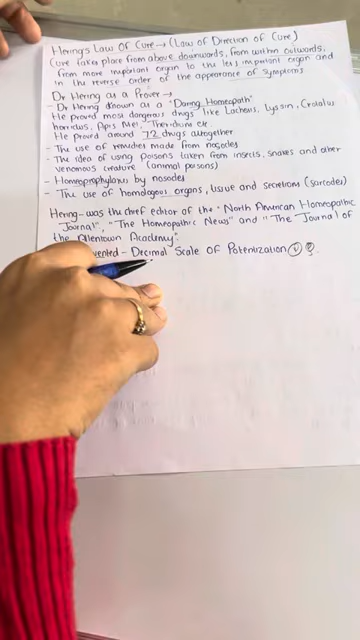 Hering's Law Of Cure → (Law of Direction of Cure)
Cure takes place from above downwards, from within outwards,
from more important organ to the less important organ and
in the reverse order of the appearance of symptoms
Dr Hering as a Prover →
- Dr Hering known as a "Daring Homeopath"
He proved most dangerous drugs like Lachesis, Lyssin, Crotalus
horridus, Apis Mel, Theridion etc.
He proved around 72 drugs altogether
- The use of remedies made from nosodes
- The idea of using poisons taken from insects, snakes and other
venomous creature (animal poisons)
- Homeoprophylaxis by nosodes
- The use of homologous organs, tissue and secretions (sarcodes)
Hering - was the chief editor of the "North American Homeopathic
Journal", "The Homeopathic News" and "The Journal of
the Allentown Academy".
vented - Decimal Scale of Potentization